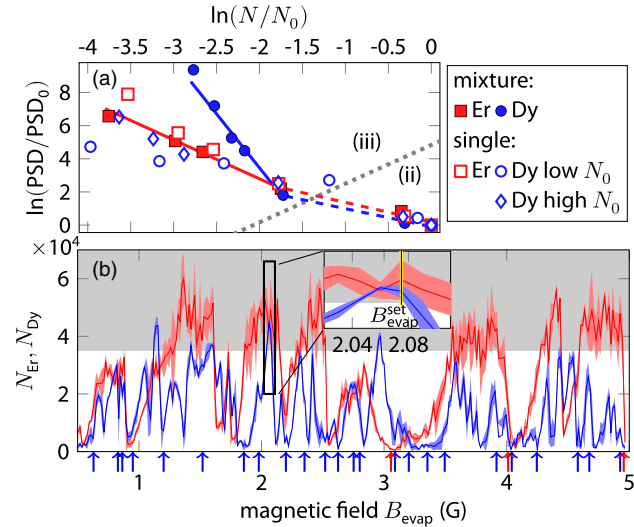 ln(N/N₀)
-4 -3.5 -3 -2.5 -2 -1.5 -1 -0.5 0
(a)
ln(PSD/PSD₀)
8
6
4
2
0
(iii)
(ii)
mixture:
Er Dy
single:
Er Dy low N₀
Dy high N₀
×10⁴
(b)
N_Er, N_Dy
6
4
2
0
B_evap^set
2.04 2.08
1 2 3 4 5
magnetic field B_evap (G)